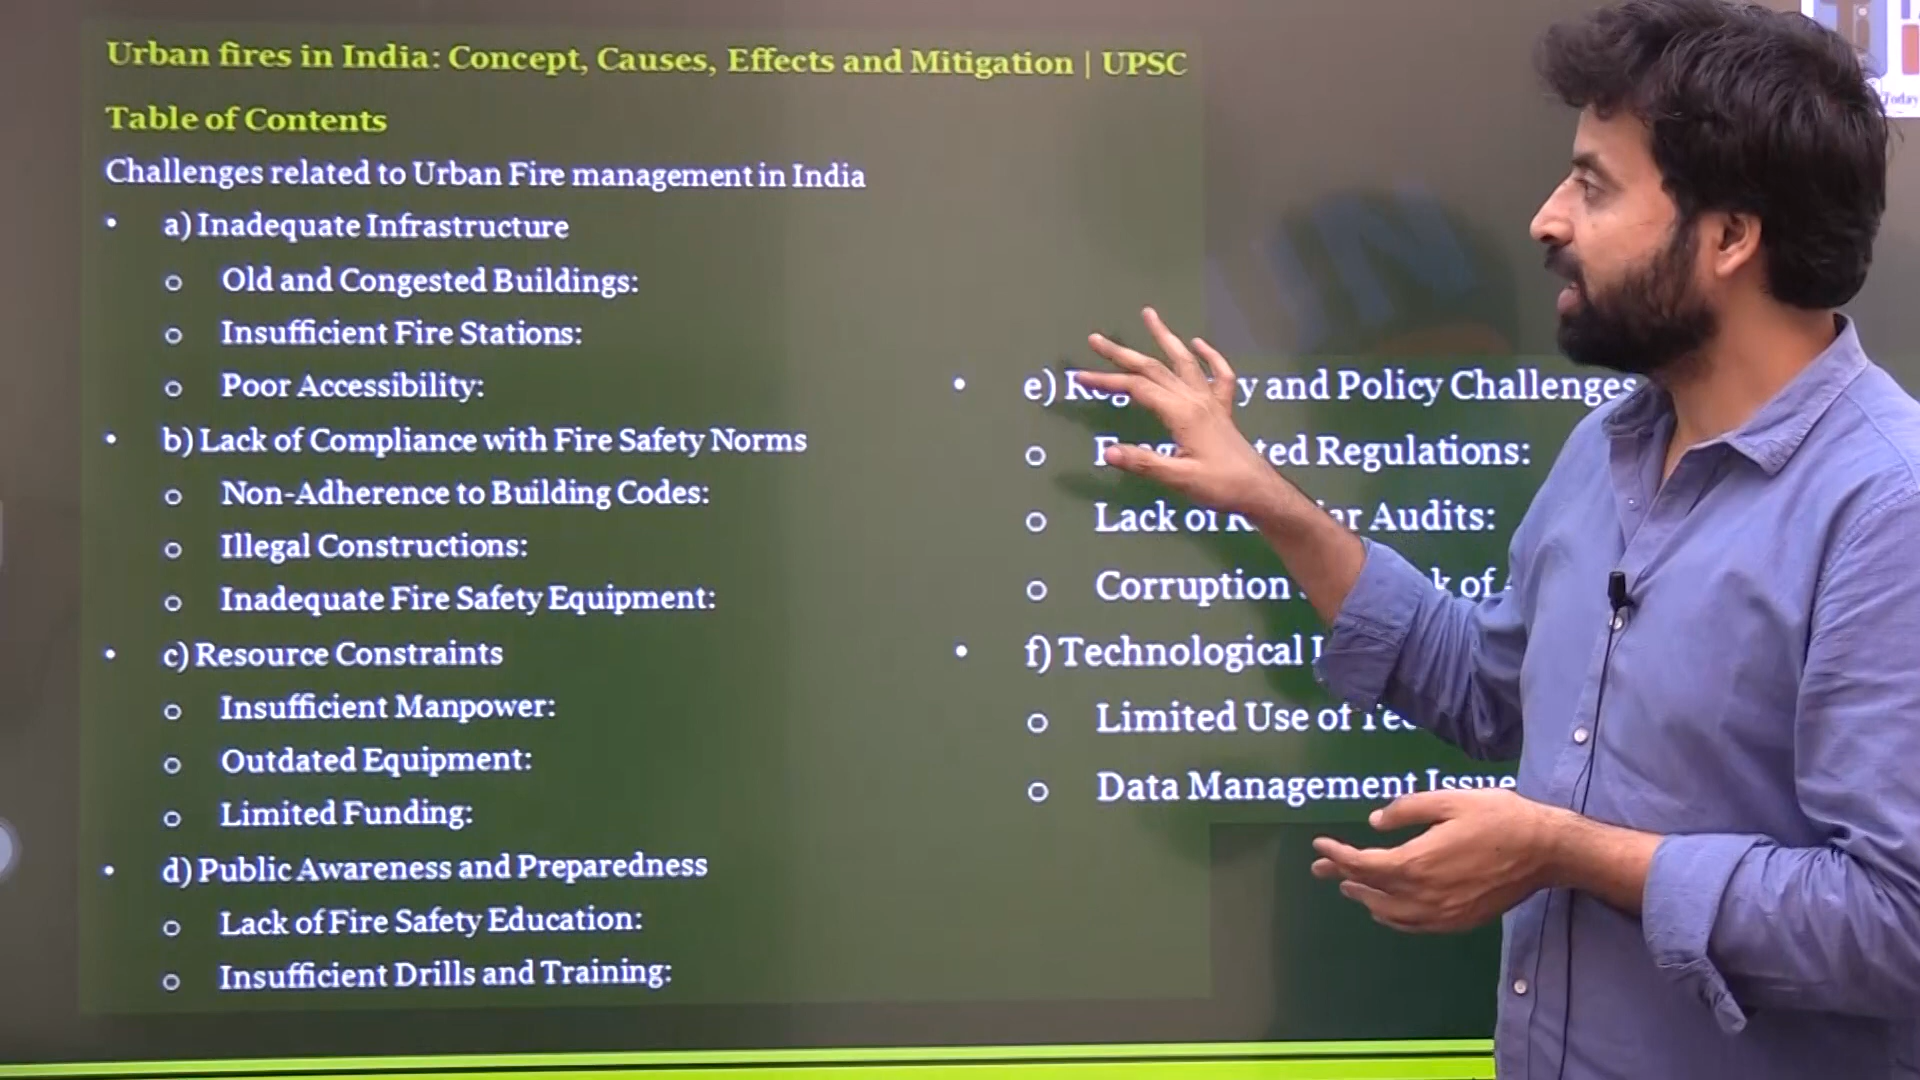 Urban fires in India: Concept, Causes, Effects and Mitigation | UPSC
Table of Contents
Challenges related to Urban Fire management in India
• a) Inadequate Infrastructure
o Old and Congested Buildings:
o Insufficient Fire Stations:
o Poor Accessibility:
• b) Lack of Compliance with Fire Safety Norms
o Non-Adherence to Building Codes:
o Illegal Constructions:
o Inadequate Fire Safety Equipment:
• c) Resource Constraints
o Insufficient Manpower:
o Outdated Equipment:
o Limited Funding:
• d) Public Awareness and Preparedness
o Lack of Fire Safety Education:
o Insufficient Drills and Training:
• e) and Policy Challenges
o Regulations:
o Lack of Audits:
o Corruption of
• f) Technological
o Limited Use of
o Data Management
Today